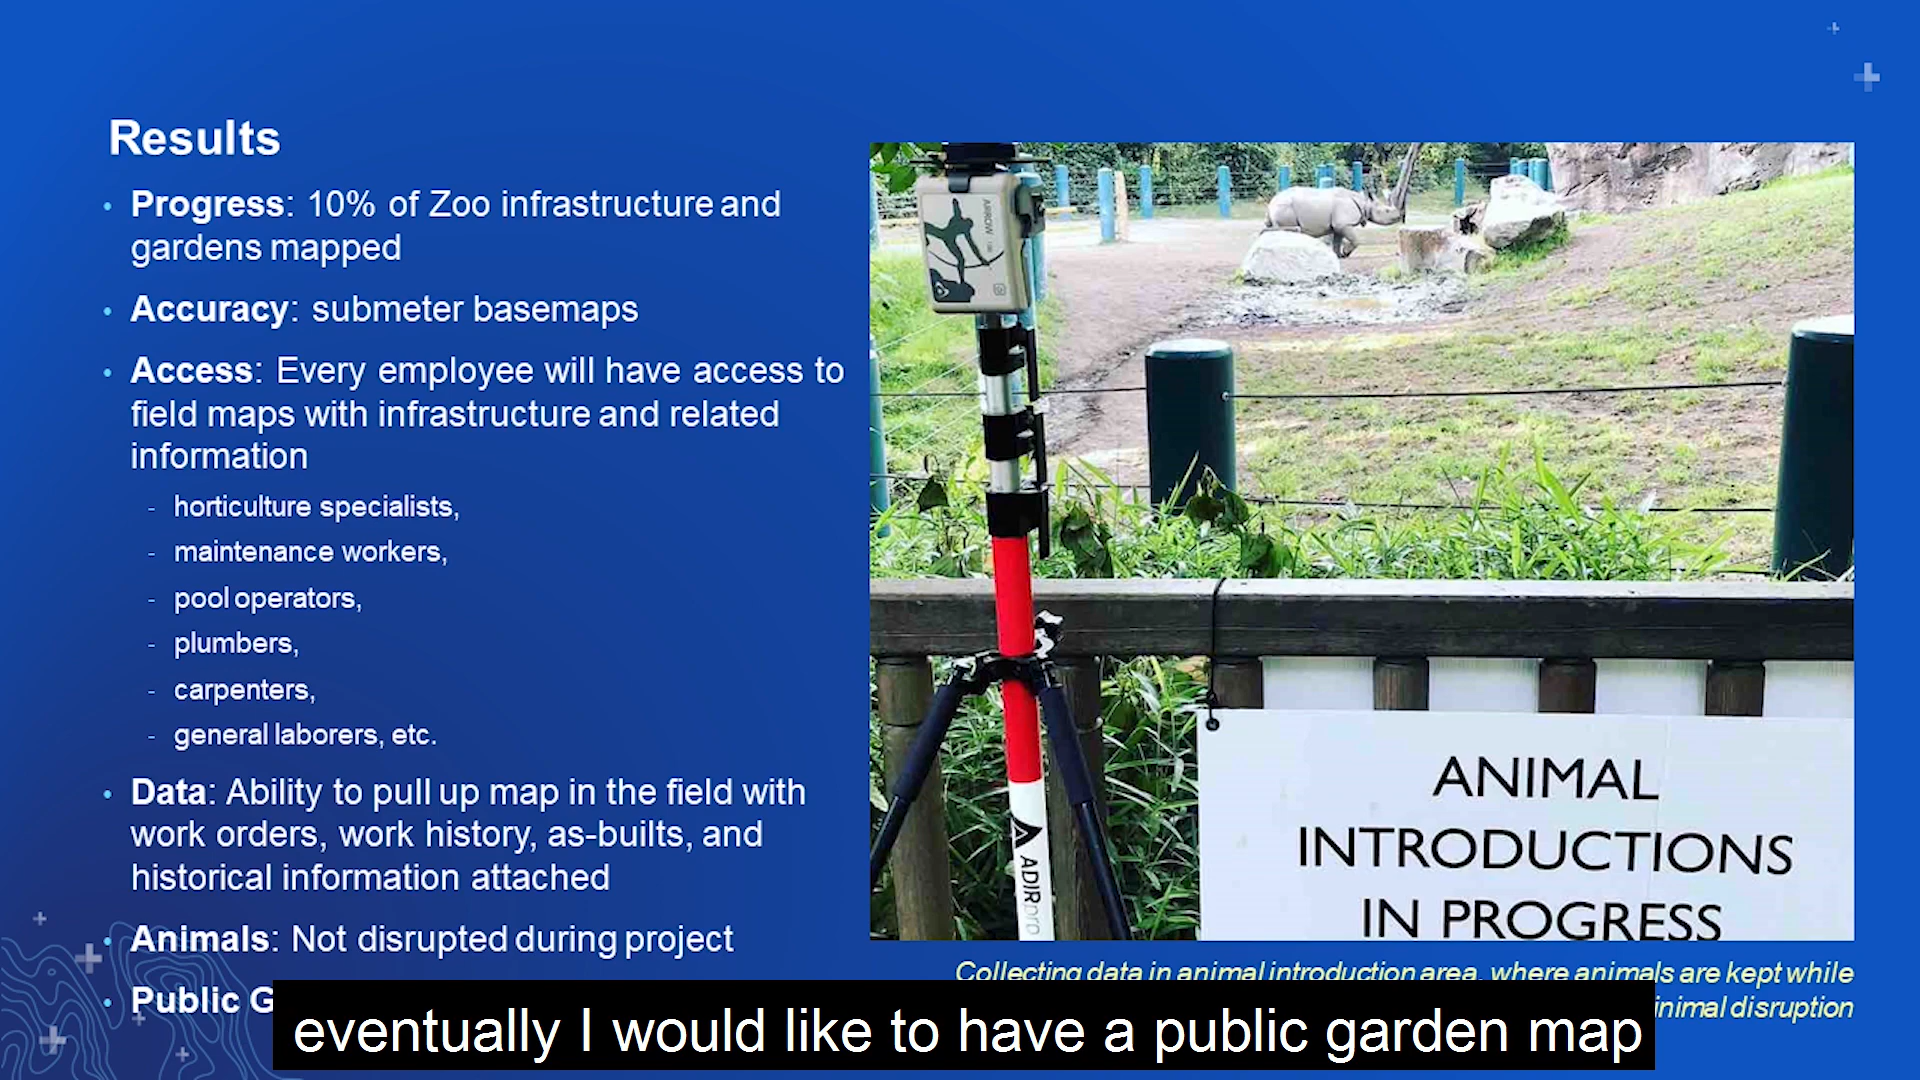 Results
• Progress: 10% of Zoo infrastructure and
gardens mapped
• Accuracy: submeter basemaps
• Access: Every employee will have access to
field maps with infrastructure and related
information
- horticulture specialists,
- maintenance workers,
- pool operators,
- plumbers,
- carpenters,
- general laborers, etc.
• Data: Ability to pull up map in the field with
work orders, work history, as-builts, and
historical information attached
• Animals: Not disrupted during project
• Public G
ARROW
ADIRpro
ANIMAL
INTRODUCTIONS
IN PROGRESS
Collecting data in animal introduction area, where animals are kept while
disruption
eventually I would like to have a public garden map